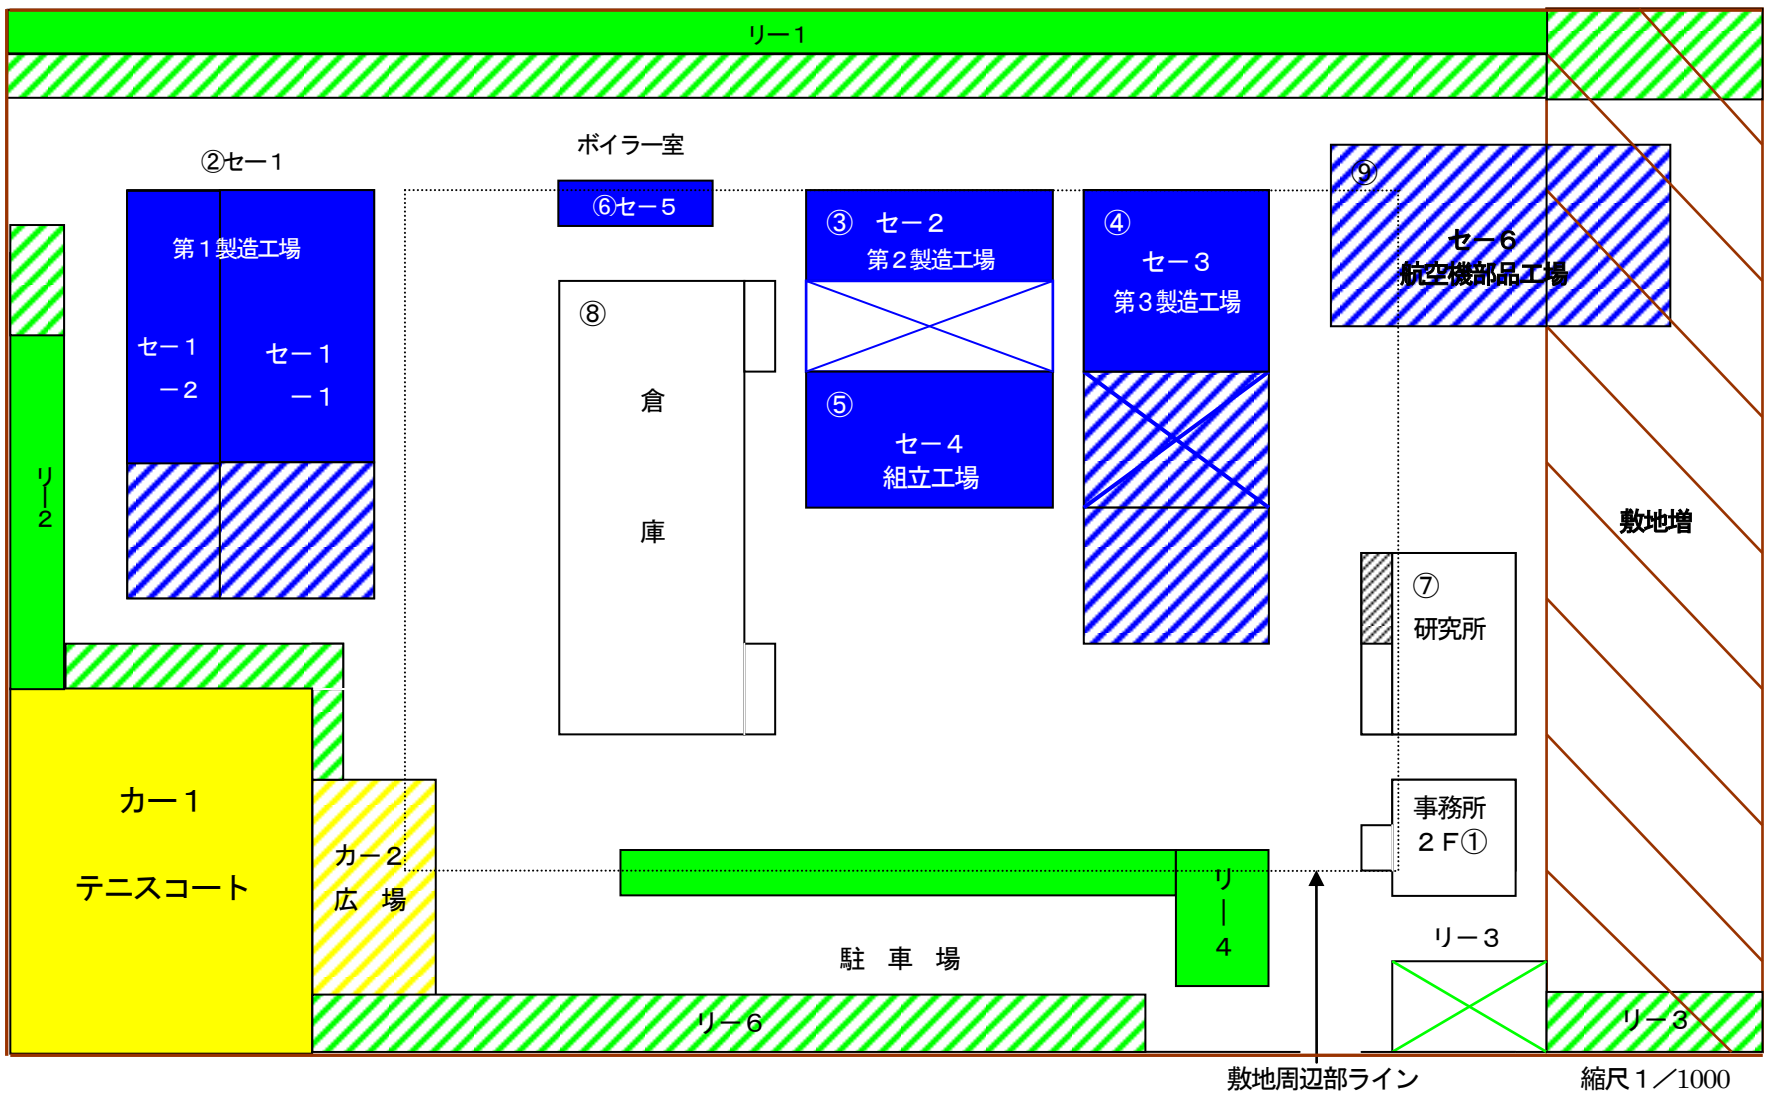 リー１
ボイラー室
②セー１
⑥セー５
③　セー２
第２製造工場
④
セー３
第３製造工場
⑨
セー６
航空機部品工場
第１製造工場
セー１
－２
セー１
－１
⑧
倉
庫
⑤
セー４
組立工場
リー２
敷地増
⑦
研究所
カー１
テニスコート
カー２
広　場
事務所
２Ｆ①
リー４
リー３
駐　車　場
リー６
リー３
敷地周辺部ライン
縮尺１／1000